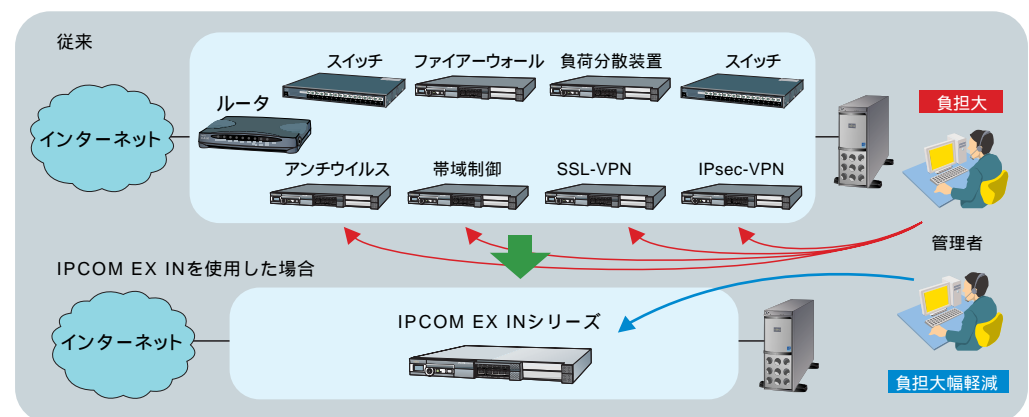 従来
スイッチ
ファイアーウォール
負荷分散装置
スイッチ
ルータ
インターネット
負担大
アンチウイルス
帯域制御
SSL-VPN
IPsec-VPN
管理者
IPCOM EX INを使用した場合
インターネット
IPCOM EX INシリーズ
負担大幅軽減